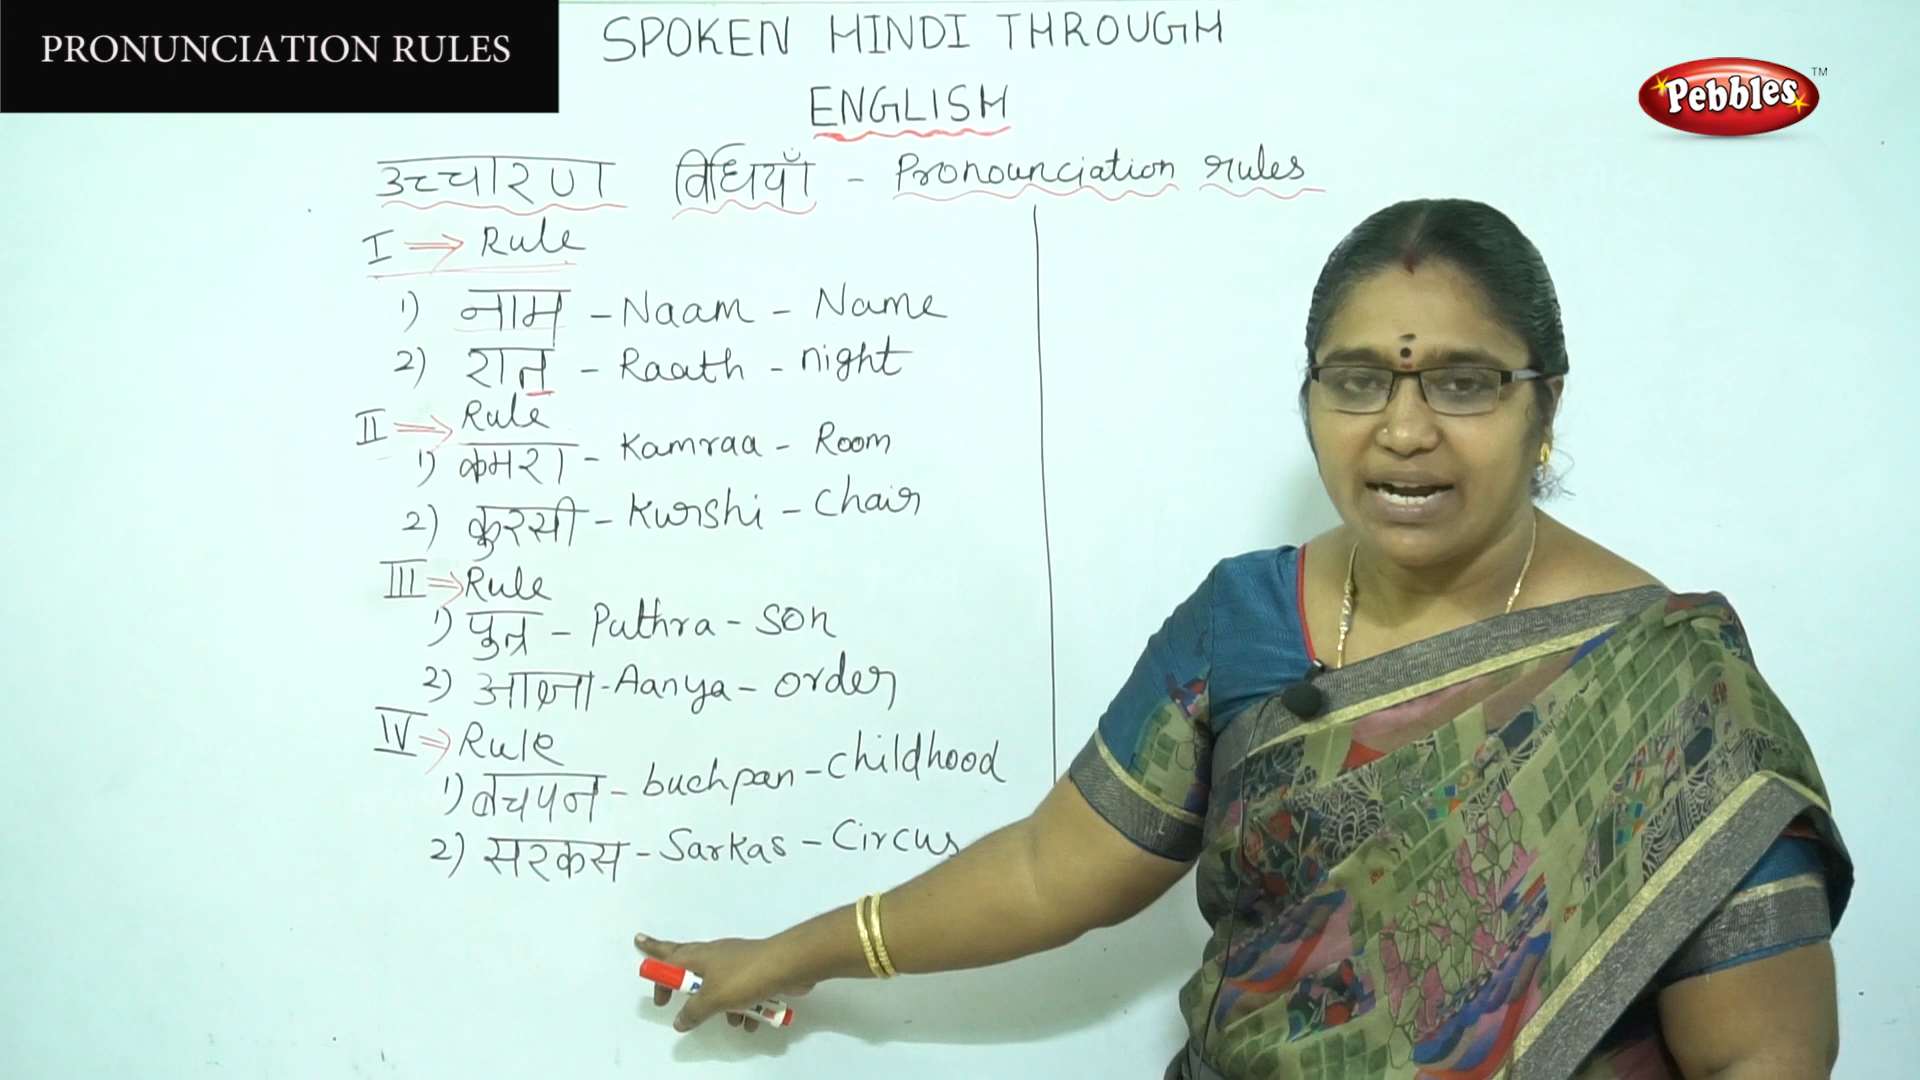 PRONUNCIATION RULES
SPOKEN HINDI THROUGH
ENGLISH
Pebbles TM
उच्चारण विधियाँ - Pronounciation rules
I ⇒ Rule
1) नाम - Naam - Name
2) रात - Raath - night
II ⇒ Rule
1) कमरा - Kamraa - Room
2) कुरसी - Kurshi - Chair
III ⇒ Rule
1) पुत्र - Puthra - son
2) आज्ञा - Aanya - order
IV ⇒ Rule
1) बचपन - buchpan - childhood
2) सरकस - Sarkas - Circus